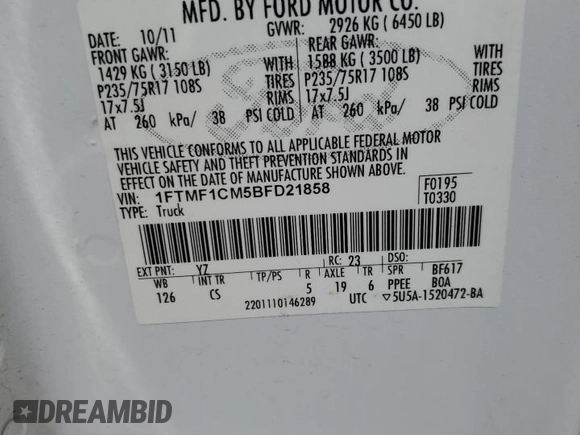 MFD. BY FORD MOTOR CO.
DATE: 10/11 GVWR: 2926 KG ( 6450 LB)
FRONT GAWR: REAR GAWR:
1429 KG ( 3150 LB) 1588 KG ( 3500 LB)
P235/75R17 108S TIRES P235/75R17 108S TIRES
17x7.5J RIMS 17x7.5J RIMS
AT 260 kPa/ 38 PSI COLD AT 260 kPa/ 38 PSI COLD
THIS VEHICLE CONFORMS TO ALL APPLICABLE FEDERAL MOTOR
VEHICLE SAFETY AND THEFT PREVENTION STANDARDS IN
EFFECT ON THE DATE OF MANUFACTURE SHOWN ABOVE.
VIN: 1FTMF1CM5BFD21858 F0195
TYPE: Truck T0330
EXT PNT: YZ RC: 23 DSO:
WB INT TR TP/PS R AXLE TR SPR BF617
126 CS 5 19 6 PPEE BOA
2201110146289 UTC ▽5U5A-1520472-BA
DREAMBID